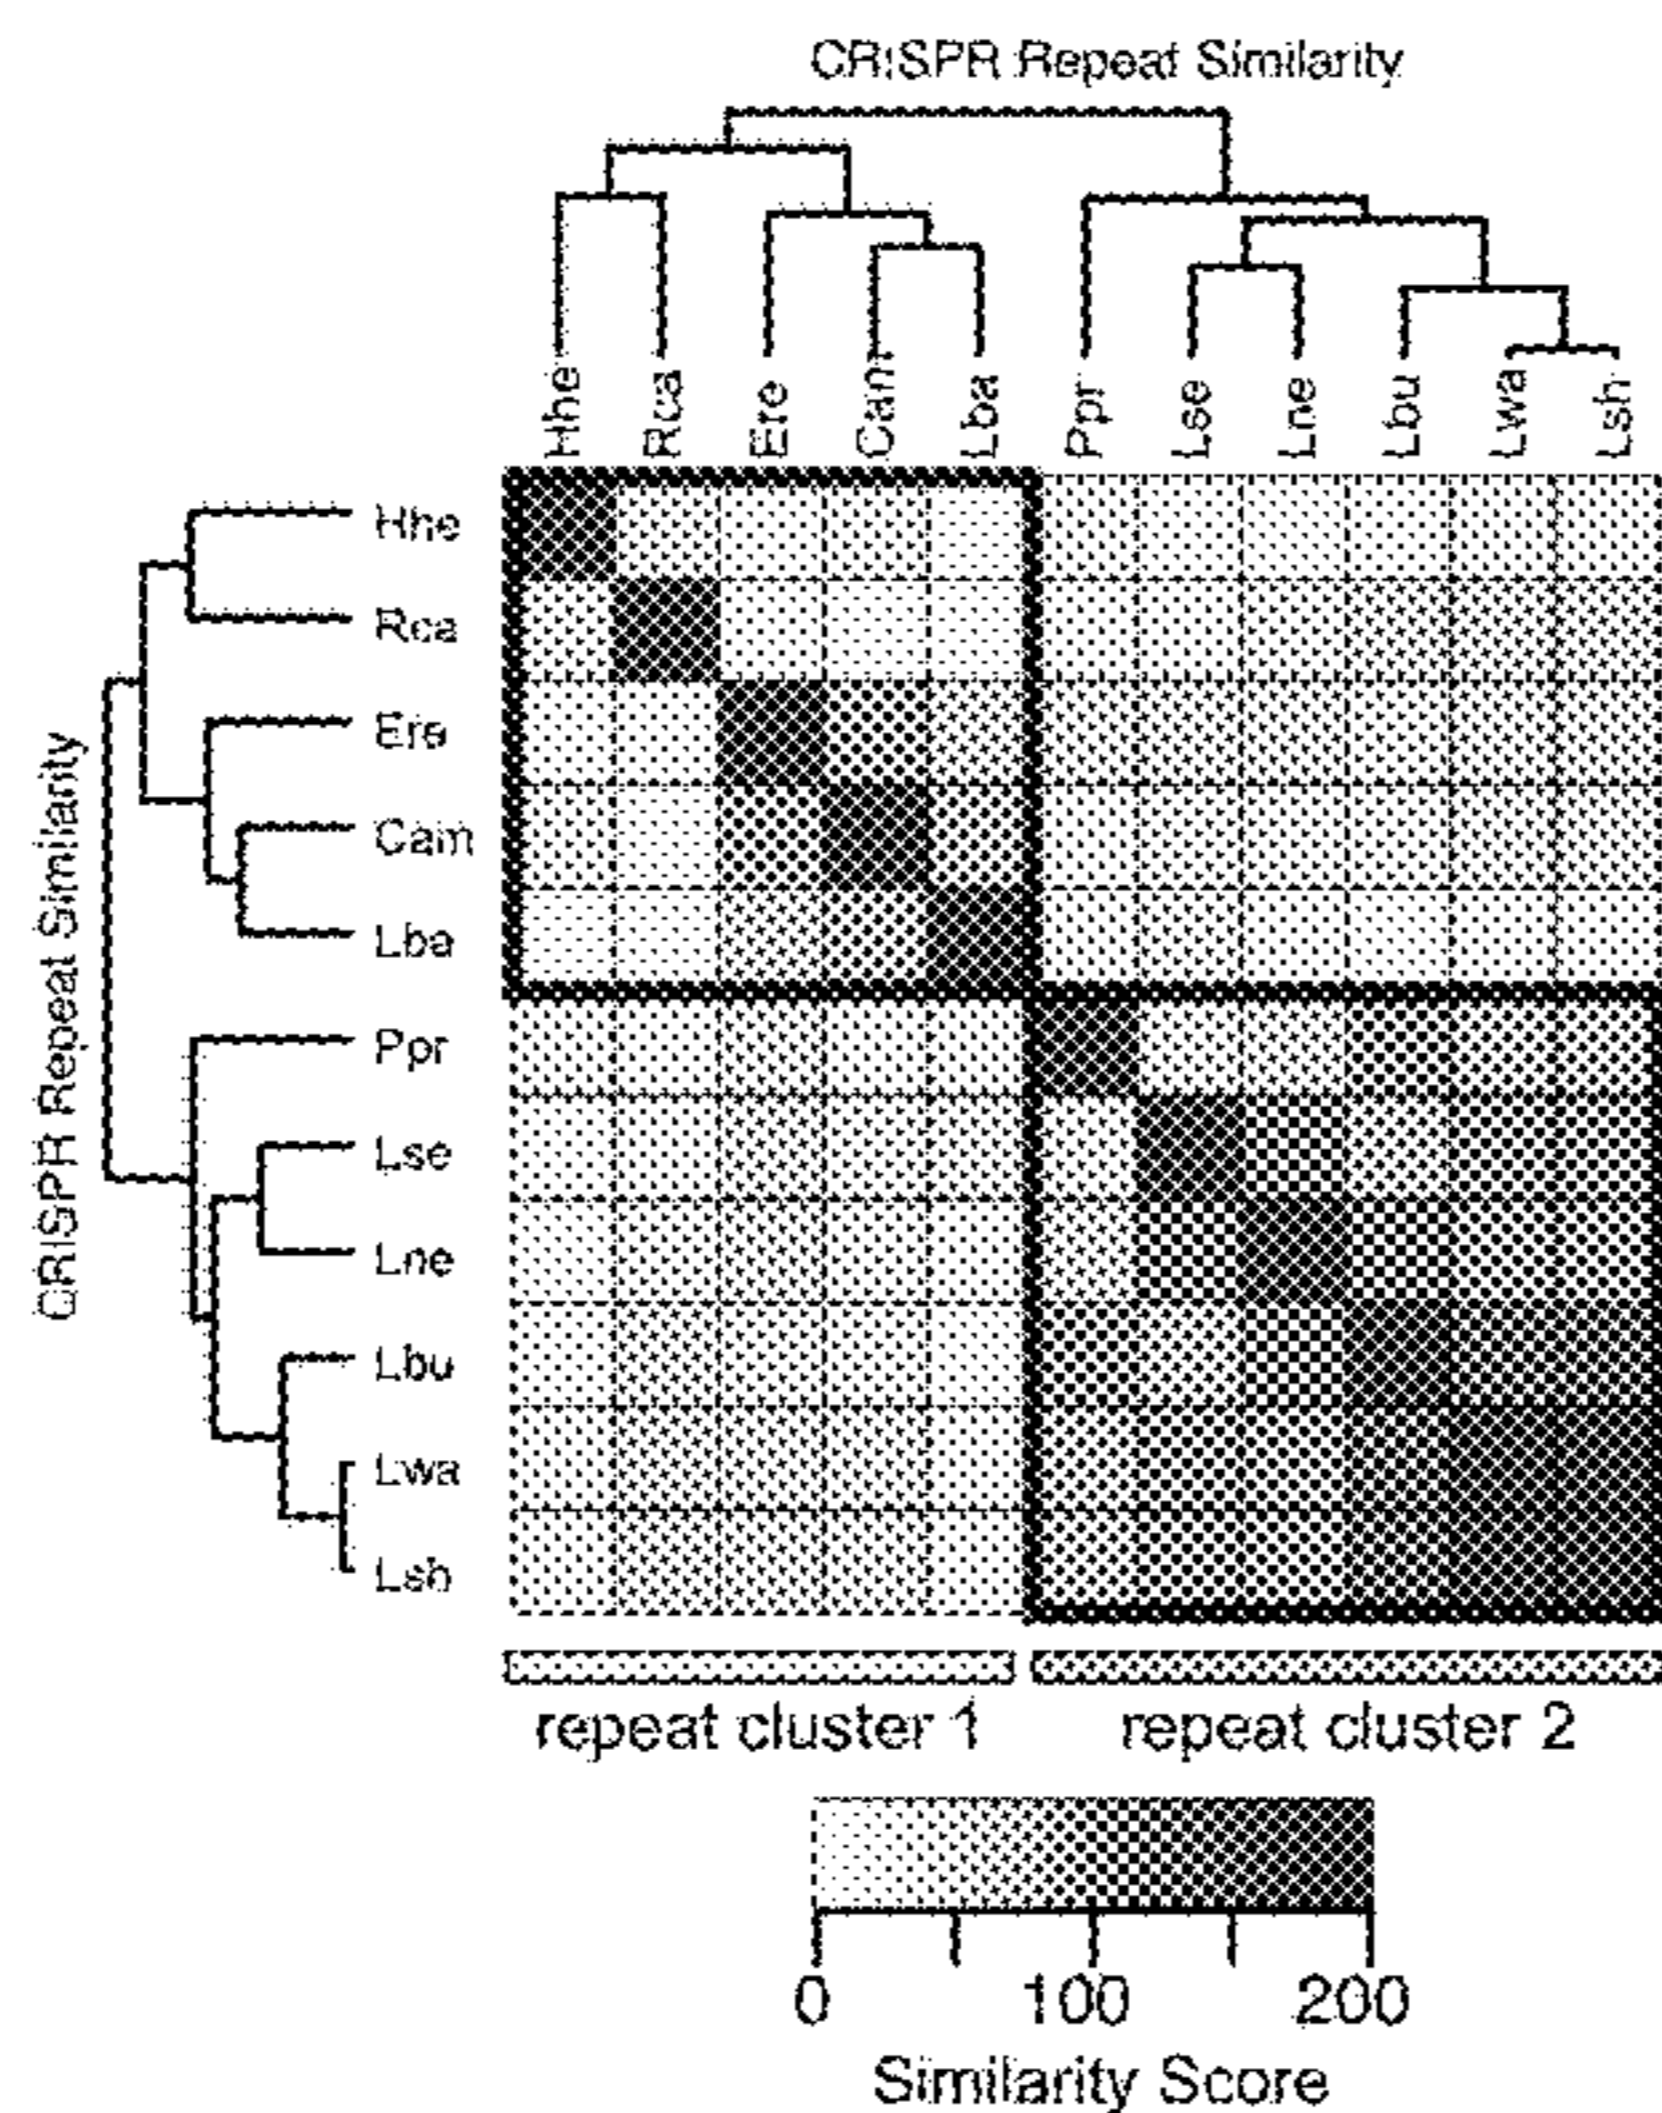 CRISPR Repeat Similarity
Hhe Rca Ere Cam Lba Ppr Lse Lne Lbu Lwa Lsh
CRISPR Repeat Similarity
Hhe
Rca
Ere
Cam
Lba
Ppr
Lse
Lne
Lbu
Lwa
Lsh
repeat cluster 1 repeat cluster 2
0 100 200
Similarity Score